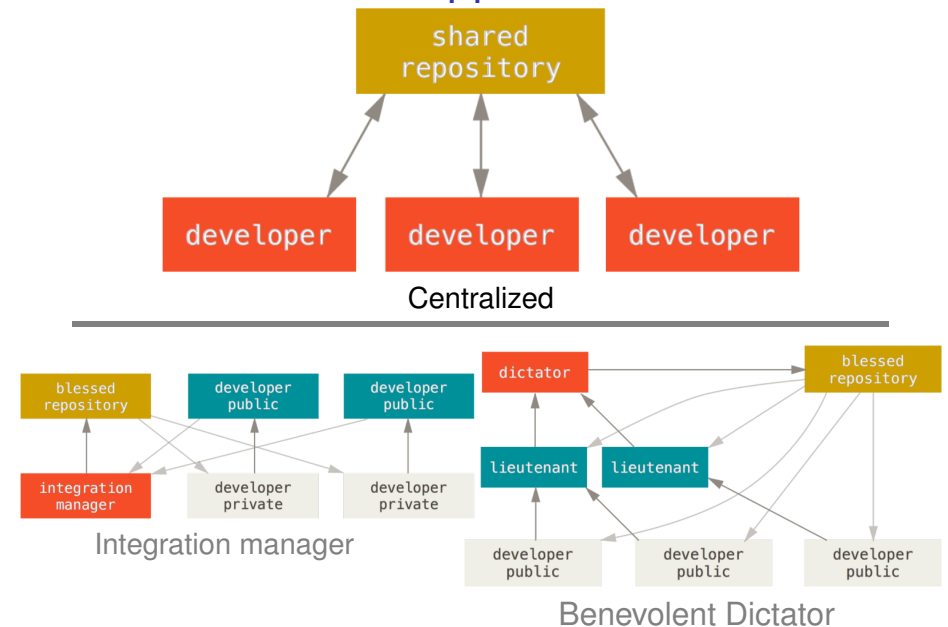 shared
repository
developer
developer
developer
Centralized
blessed
repository
developer
public
developer
public
integration
manager
developer
private
developer
private
Integration manager
dictator
blessed
repository
lieutenant
lieutenant
developer
public
developer
public
developer
public
Benevolent Dictator